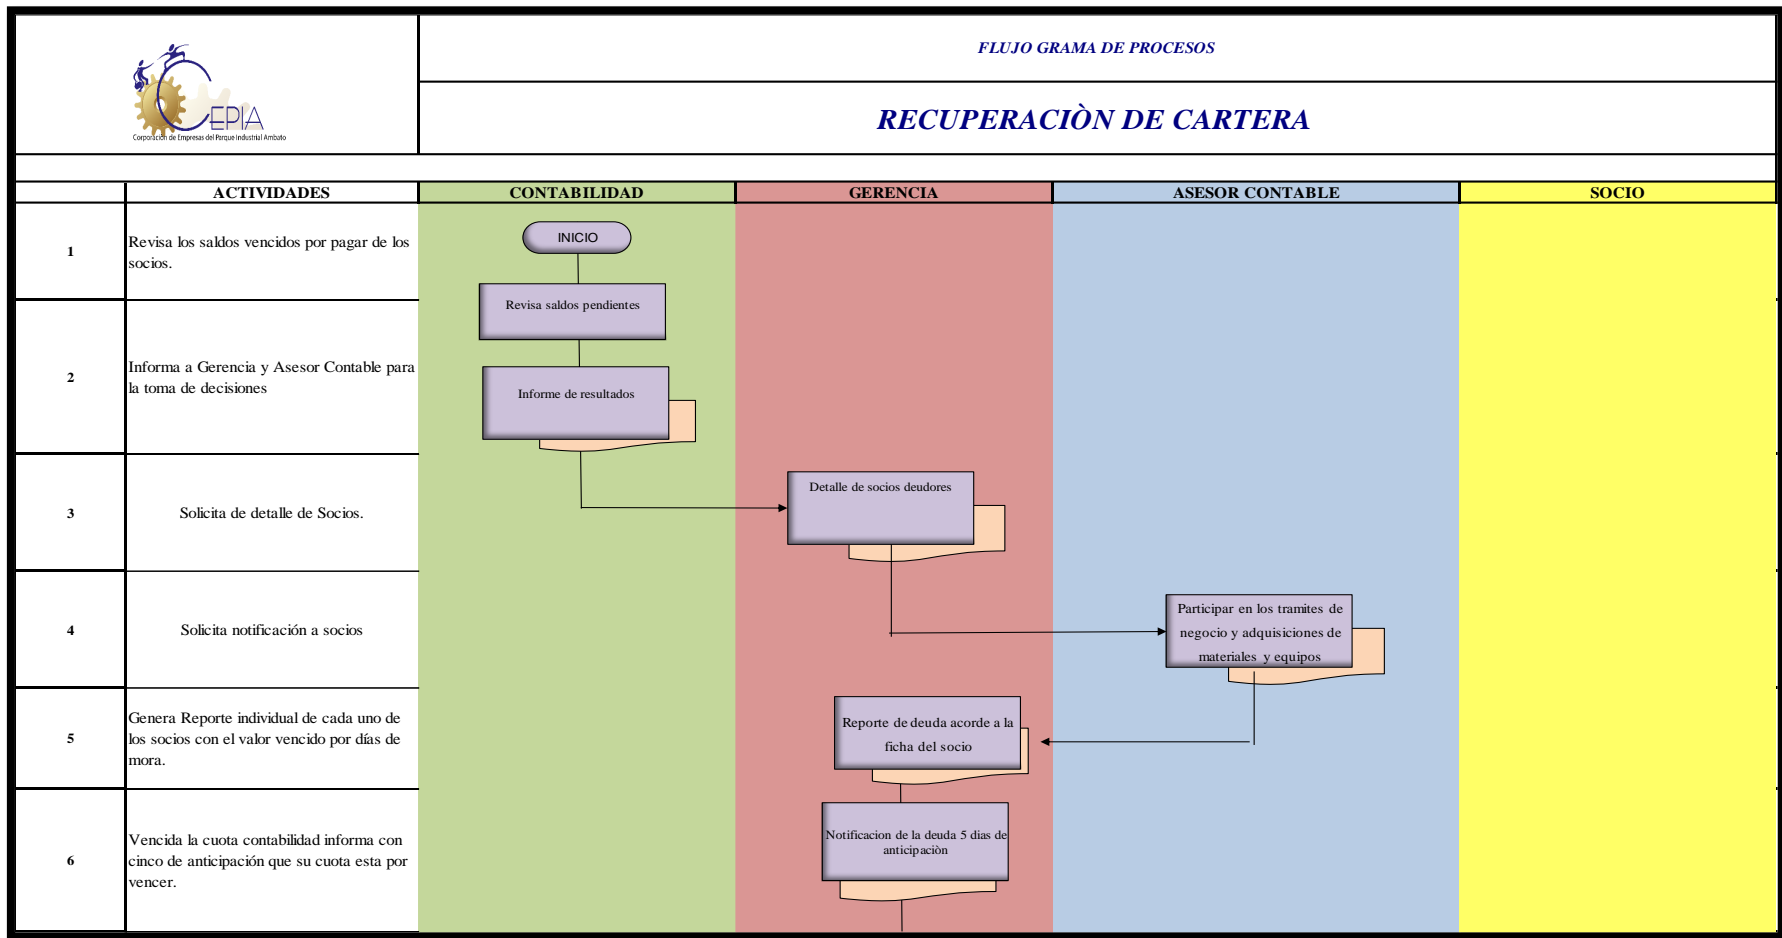 CEPIA
Corporación de Empresas del Parque Industrial Ambato
FLUJO GRAMA DE PROCESOS
RECUPERACIÒN DE CARTERA
ACTIVIDADES
CONTABILIDAD
GERENCIA
ASESOR CONTABLE
SOCIO
1
Revisa los saldos vencidos por pagar de los
socios.
INICIO
Revisa saldos pendientes
2
Informa a Gerencia y Asesor Contable para
la toma de decisiones
Informe de resultados
3
Solicita de detalle de Socios.
Detalle de socios deudores
4
Solicita notificación a socios
Participar en los tramites de
negocio y adquisiciones de
materiales y equipos
5
Genera Reporte individual de cada uno de
los socios con el valor vencido por días de
mora.
Reporte de deuda acorde a la
ficha del socio
6
Vencida la cuota contabilidad informa con
cinco de anticipación que su cuota esta por
vencer.
Notificacion de la deuda 5 dias de
anticipaciòn